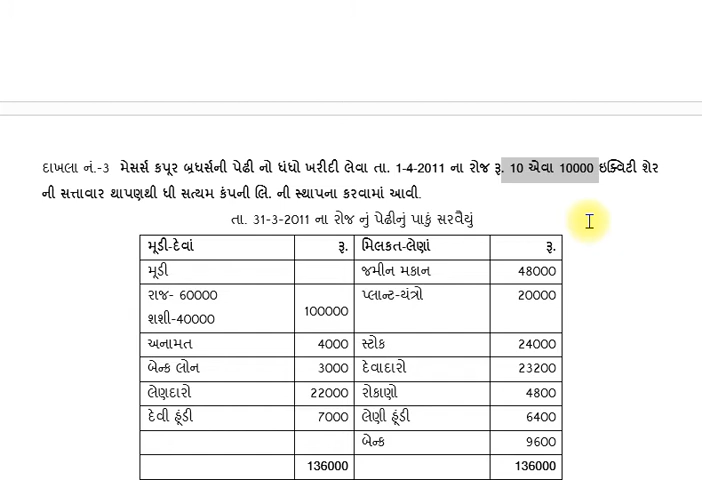 દાખલા નં.-3 મેસર્સ કપૂર બ્રધર્સની પેઢી નો ધંધો ખરીદી લેવા તા. 1-4-2011 ના રોજ રૂ. 10 એવા 10000 ઇક્વિટી શેર
ની સત્તાવાર થાપણથી ધી સત્યમ કંપની લિ. ની સ્થાપના કરવામાં આવી.
તા. 31-3-2011 ના રોજ નું પેઢીનું પાકું સરવૈયું
મૂડી-દેવાં રૂ. મિલકત-લેણાં રૂ.
મૂડી જમીન મકાન 48000
રાજ- 60000 પ્લાન્ટ-યંત્રો 20000
શશી-40000 100000
અનામત 4000 સ્ટોક 24000
બેન્ક લોન 3000 દેવાદારો 23200
લેણદારો 22000 રોકાણો 4800
દેવી હૂંડી 7000 લેણી હૂંડી 6400
બેન્ક 9600
136000 136000